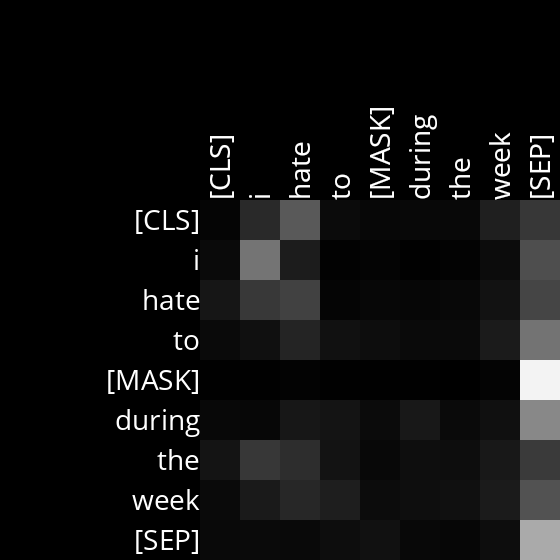 [CLS] i hate to [MASK] during the week [SEP]
[CLS]
i
hate
to
[MASK]
during
the
week
[SEP]